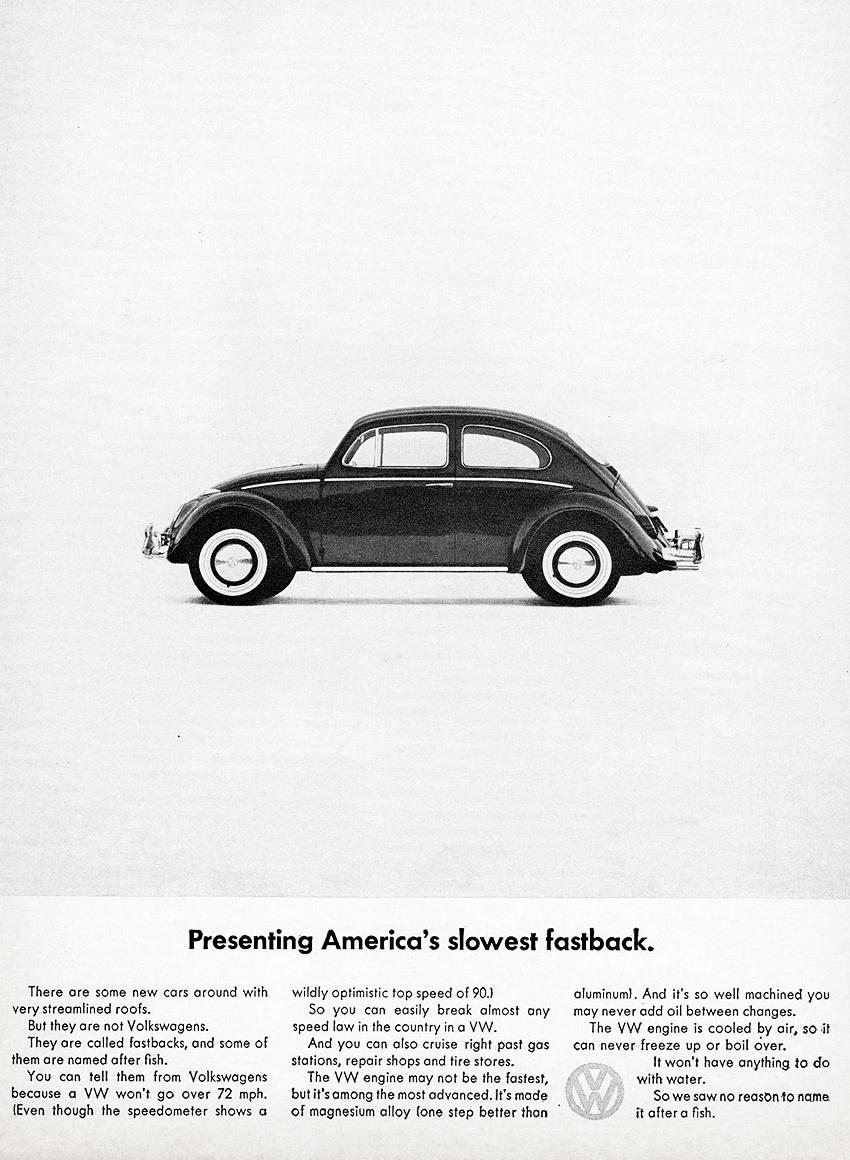 Presenting America's slowest fastback.
There are some new cars around with
very streamlined roofs.
But they are not Volkswagens.
They are called fastbacks, and some of
them are named after fish.
You can tell them from Volkswagens
because a VW won't go over 72 mph.
(Even though the speedometer shows a
wildly optimistic top speed of 90.)
So you can easily break almost any
speed law in the country in a VW.
And you can also cruise right past gas
stations, repair shops and tire stores.
The VW engine may not be the fastest,
but it's among the most advanced. It's made
of magnesium alloy (one step better than
aluminum). And it's so well machined you
may never add oil between changes.
The VW engine is cooled by air, so it
can never freeze up or boil over.
It won't have anything to do
with water.
So we saw no reason to name
it after a fish.
VW